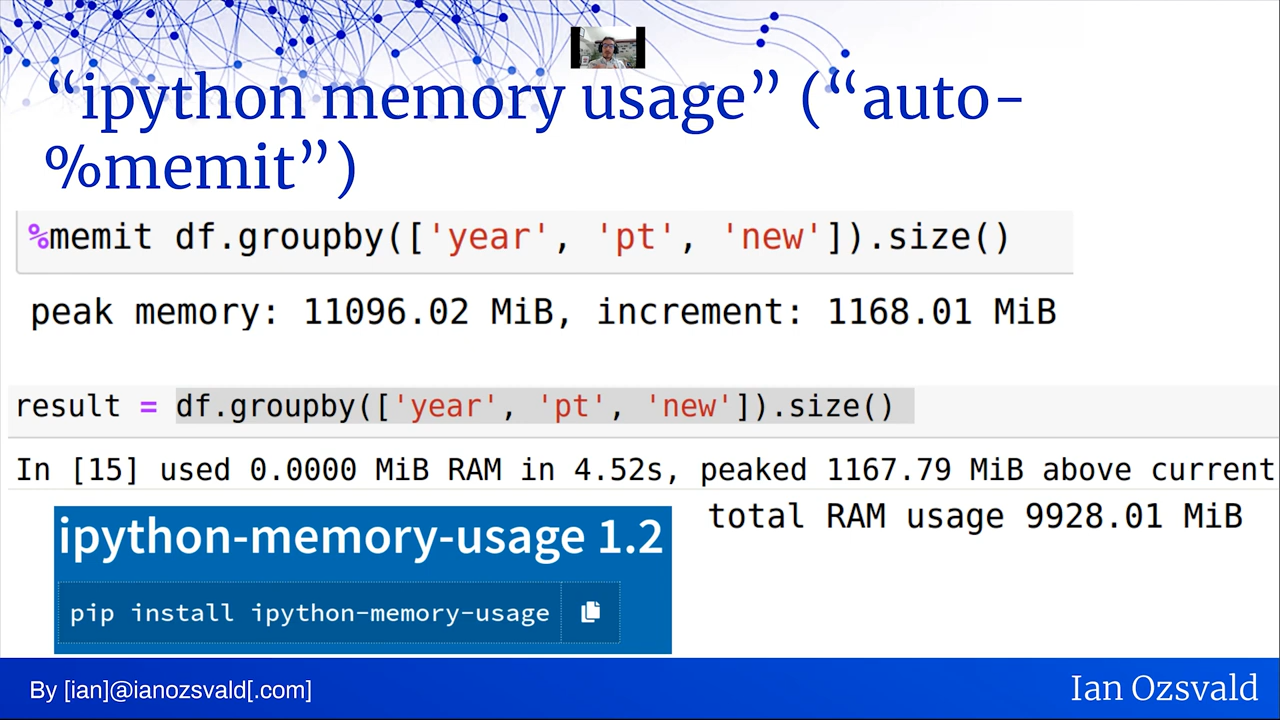 “ipython memory usage” (“auto-
%memit”)
%memit df.groupby(['year', 'pt', 'new']).size()
peak memory: 11096.02 MiB, increment: 1168.01 MiB
result = df.groupby(['year', 'pt', 'new']).size()
In [15] used 0.0000 MiB RAM in 4.52s, peaked 1167.79 MiB above current
total RAM usage 9928.01 MiB
ipython-memory-usage 1.2
pip install ipython-memory-usage
By [ian]@ianozsvald[.com]
Ian Ozsvald